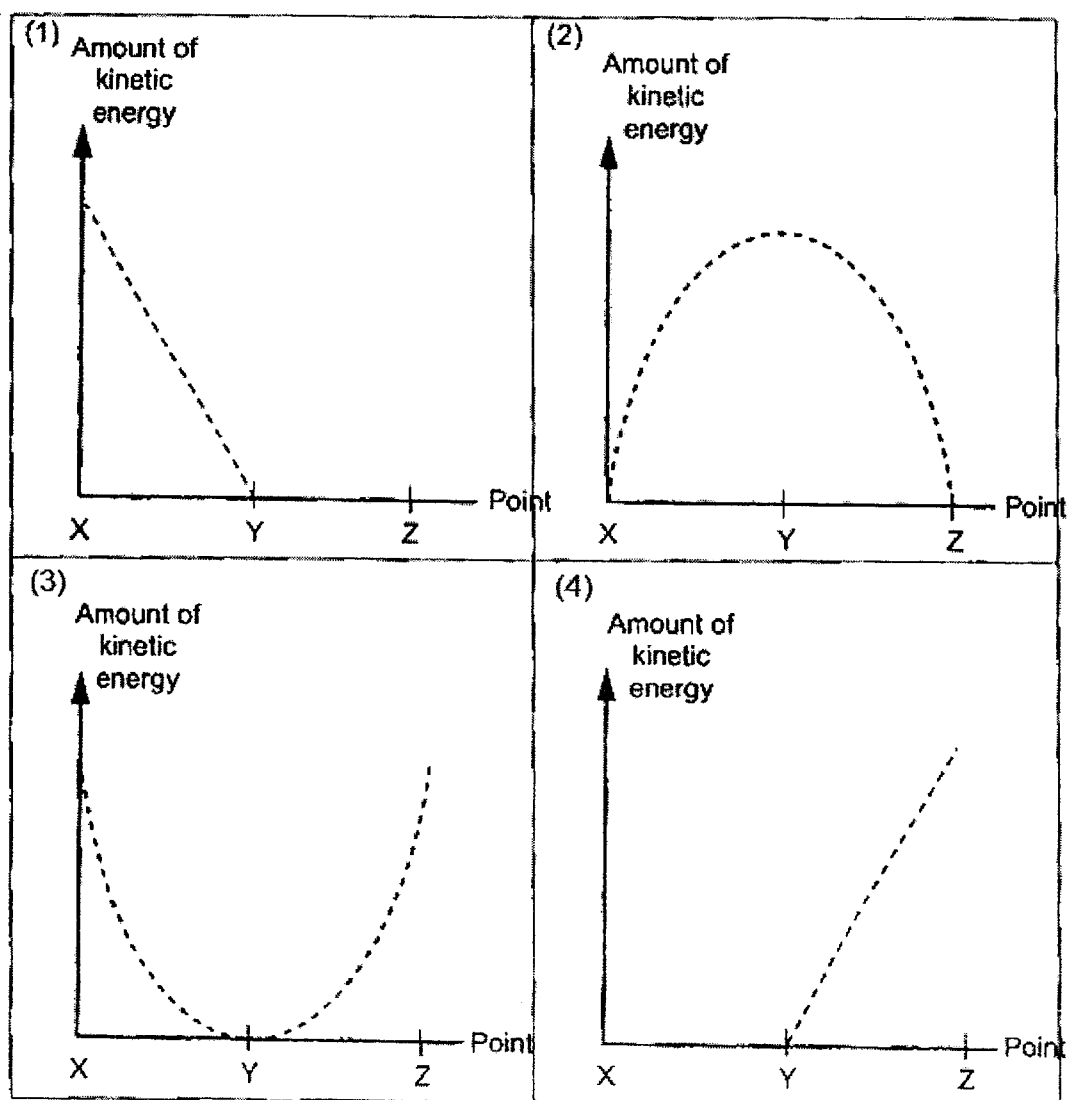 (1)
Amount of
kinetic
energy
Point
X
Y
Z
(2)
Amount of
kinetic
energy
Point
X
Y
Z
(3)
Amount of
kinetic
energy
Point
X
Y
Z
(4)
Amount of
kinetic
energy
Point
X
Y
Z